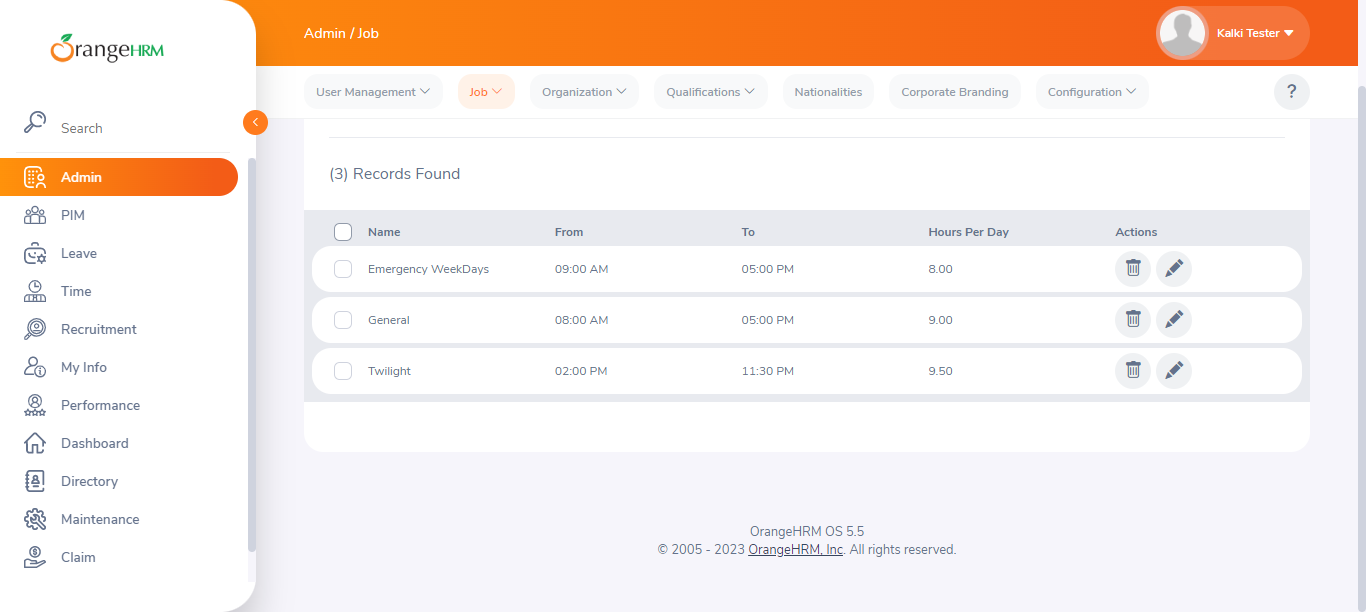 OrangeHRM
Admin / Job
Kalki Tester
User Management
Job
Organization
Qualifications
Nationalities
Corporate Branding
Configuration
?
Search
Admin
PIM
Leave
Time
Recruitment
My Info
Performance
Dashboard
Directory
Maintenance
Claim
(3) Records Found
Name From To Hours Per Day Actions
Emergency WeekDays 09:00 AM 05:00 PM 8.00
General 08:00 AM 05:00 PM 9.00
Twilight 02:00 PM 11:30 PM 9.50
OrangeHRM OS 5.5
© 2005 - 2023 OrangeHRM, Inc. All rights reserved.